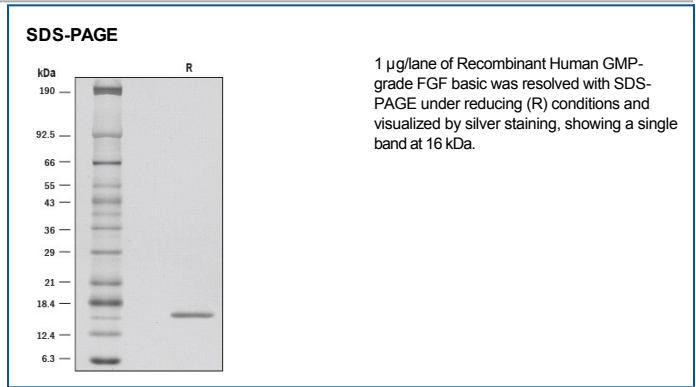 SDS-PAGE
kDa
R
190
92.5
66
55
43
36
29
21
18.4
12.4
6.3
1 µg/lane of Recombinant Human GMP-
grade FGF basic was resolved with SDS-
PAGE under reducing (R) conditions and
visualized by silver staining, showing a single
band at 16 kDa.